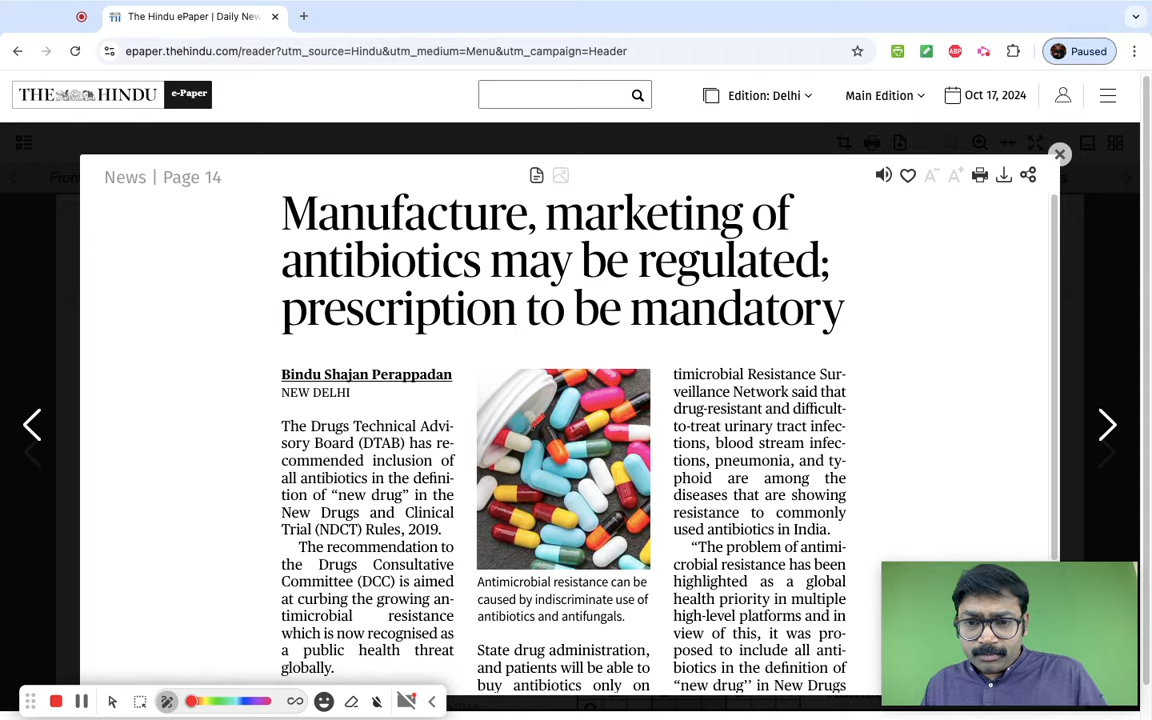 The Hindu ePaper | Daily New
epaper.thehindu.com/reader?utm_source=Hindu&utm_medium=Menu&utm_campaign=Header
ABP
Paused
THE HINDU
e-Paper
Edition: Delhi
Main Edition
Oct 17, 2024
News | Page 14
A-
A+
Manufacture, marketing of
antibiotics may be regulated;
prescription to be mandatory
Bindu Shajan Perappadan
NEW DELHI
The Drugs Technical Advi-
sory Board (DTAB) has re-
commended inclusion of
all antibiotics in the defini-
tion of “new drug” in the
New Drugs and Clinical
Trial (NDCT) Rules, 2019.
The recommendation to
the Drugs Consultative
Committee (DCC) is aimed
at curbing the growing an-
timicrobial resistance
which is now recognised as
a public health threat
globally.
Antimicrobial resistance can be
caused by indiscriminate use of
antibiotics and antifungals.
State drug administration,
and patients will be able to
buy antibiotics only on
timicrobial Resistance Sur-
veillance Network said that
drug-resistant and difficult-
to-treat urinary tract infec-
tions, blood stream infec-
tions, pneumonia, and ty-
phoid are among the
diseases that are showing
resistance to commonly
used antibiotics in India.
“The problem of antimi-
crobial resistance has been
highlighted as a global
health priority in multiple
high-level platforms and in
view of this, it was pro-
posed to include all anti-
biotics in the definition of
“new drug’’ in New Drugs